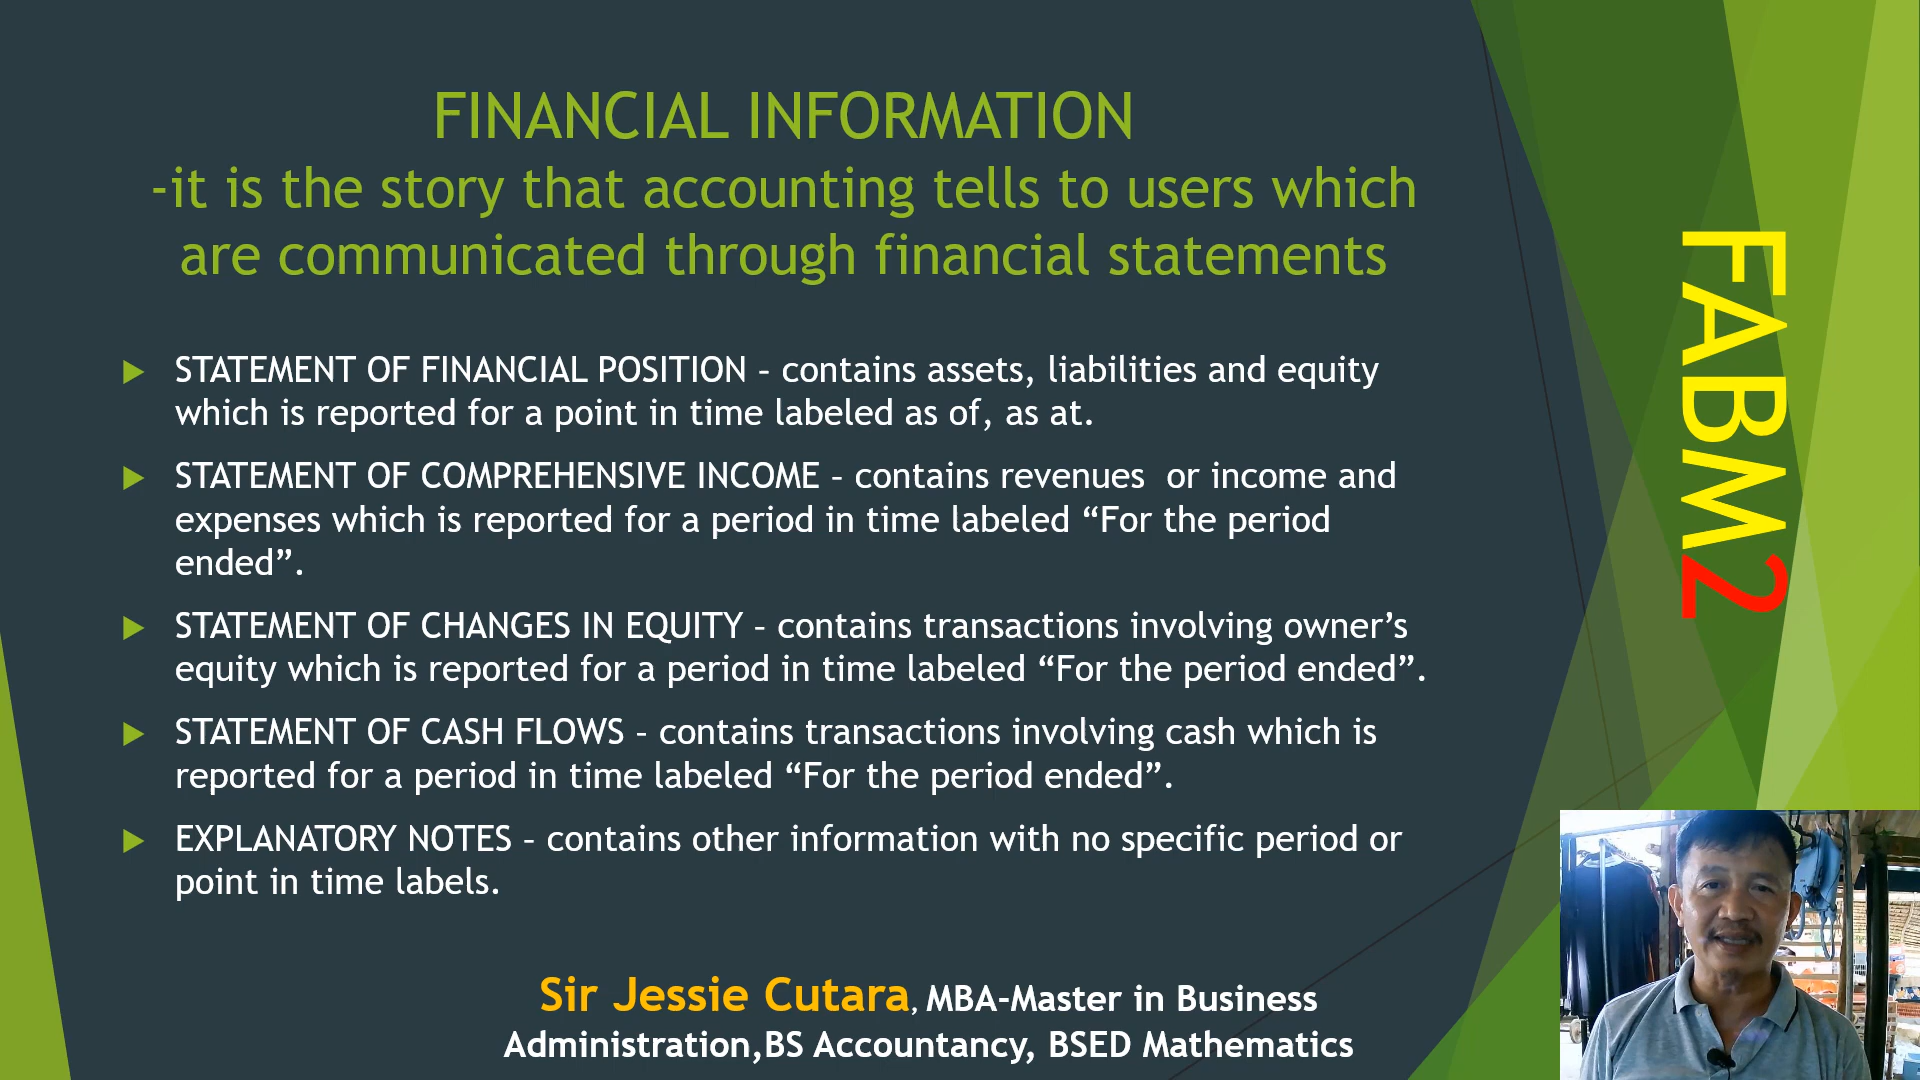 FINANCIAL INFORMATION
-it is the story that accounting tells to users which
are communicated through financial statements
STATEMENT OF FINANCIAL POSITION – contains assets, liabilities and equity
which is reported for a point in time labeled as of, as at.
STATEMENT OF COMPREHENSIVE INCOME – contains revenues  or income and
expenses which is reported for a period in time labeled “For the period
ended”.
STATEMENT OF CHANGES IN EQUITY – contains transactions involving owner’s
equity which is reported for a period in time labeled “For the period ended”.
STATEMENT OF CASH FLOWS – contains transactions involving cash which is
reported for a period in time labeled “For the period ended”.
EXPLANATORY NOTES – contains other information with no specific period or
point in time labels.
Sir Jessie Cutara, MBA-Master in Business
Administration,BS Accountancy, BSED Mathematics
FABM2